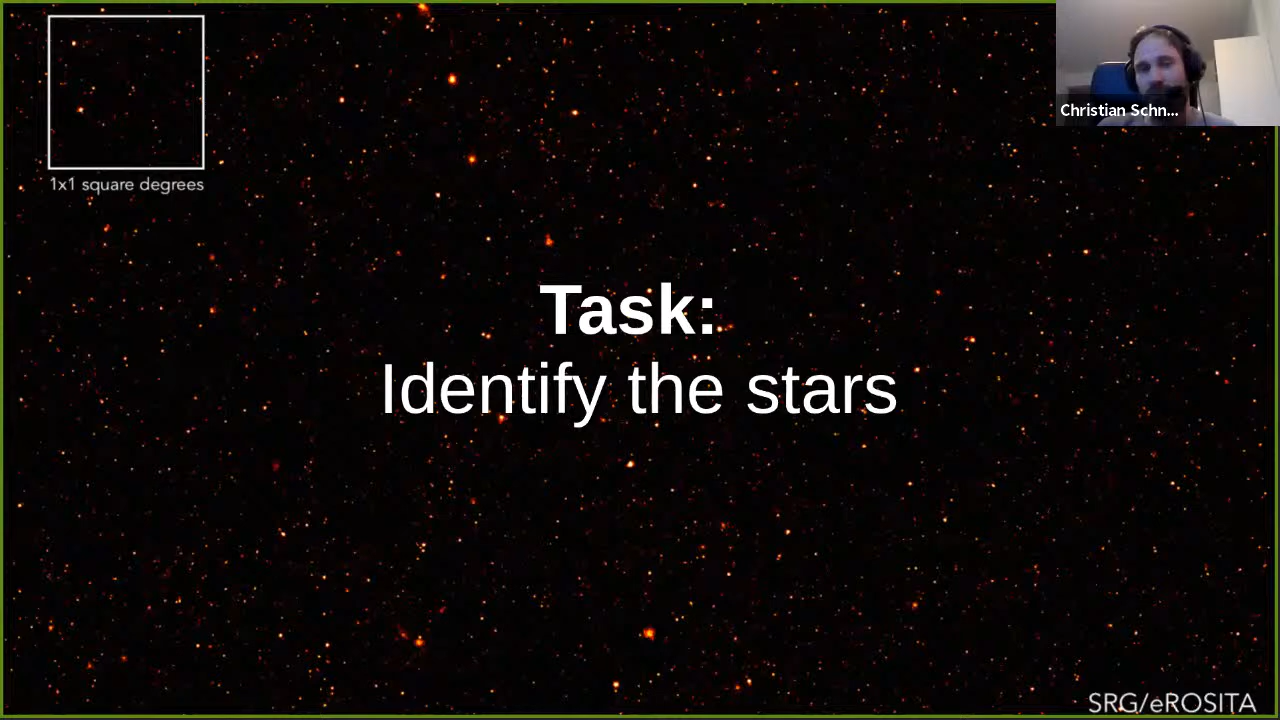 Christian Schn...
1x1 square degrees
Task:
Identify the stars
SRG/eROSITA